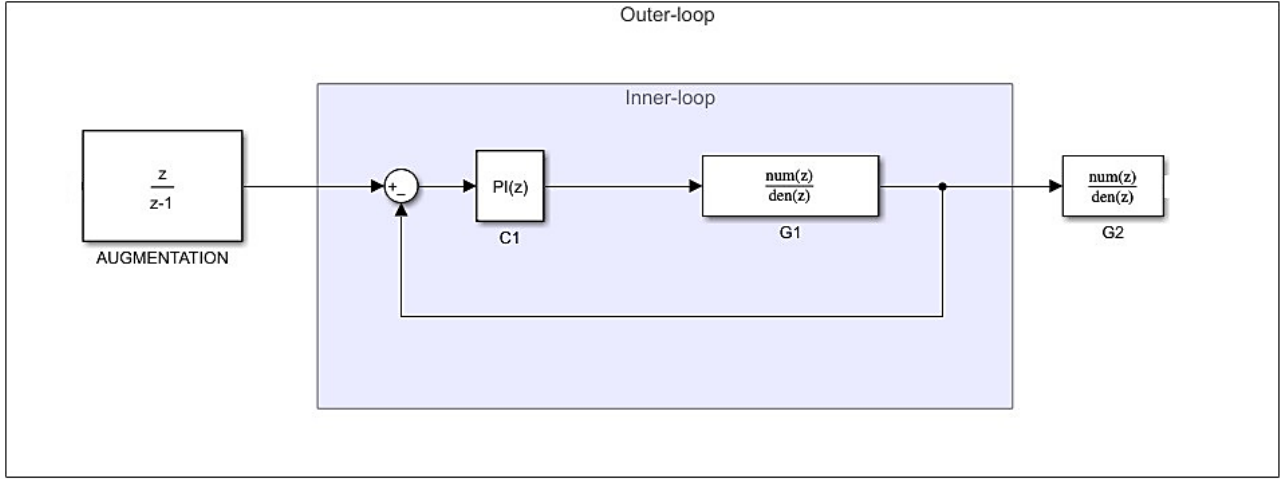 Outer-loop
Inner-loop
z
z-1
AUGMENTATION
+
−
PI(z)
C1
num(z)
den(z)
G1
num(z)
den(z)
G2